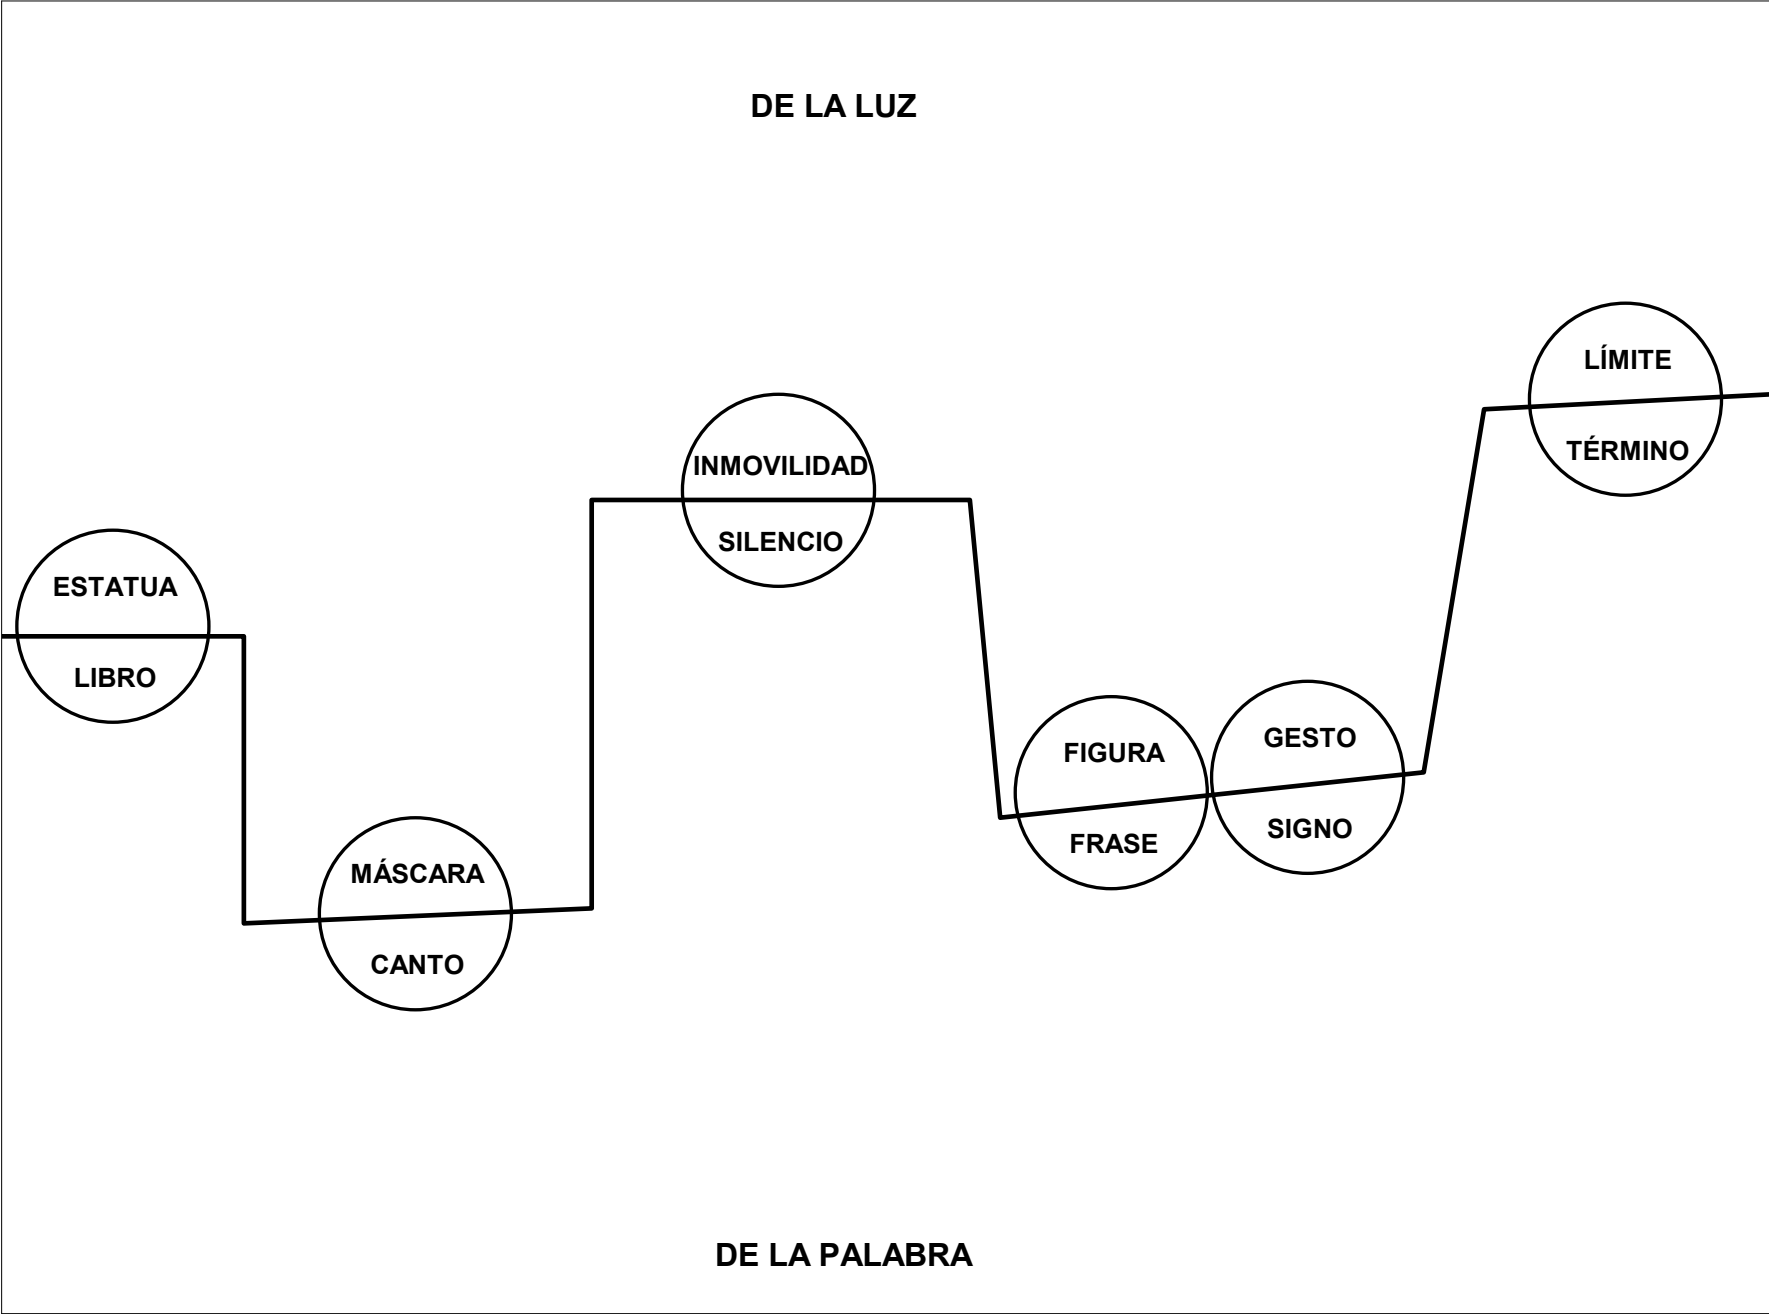 DE LA LUZ
ESTATUA
LIBRO
MÁSCARA
CANTO
INMOVILIDAD
SILENCIO
FIGURA
FRASE
GESTO
SIGNO
LÍMITE
TÉRMINO
DE LA PALABRA